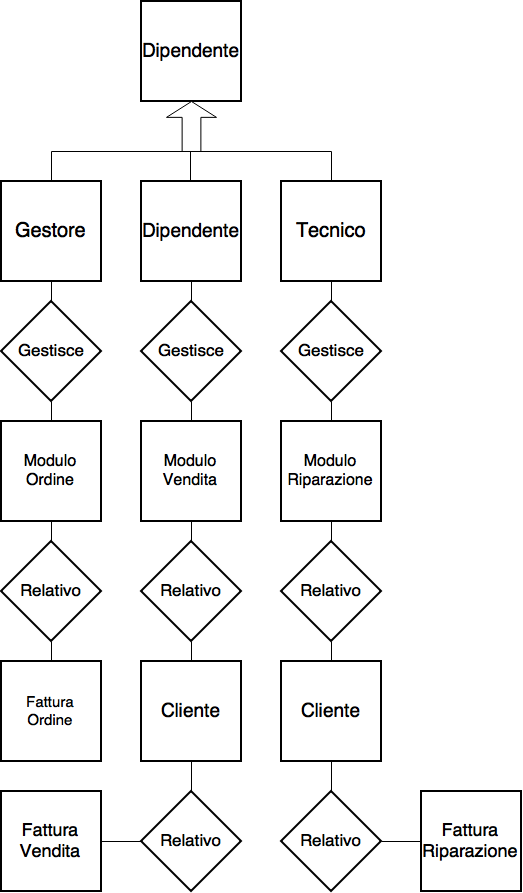 Dipendente
Gestore
Dipendente
Tecnico
Gestisce
Gestisce
Gestisce
Modulo
Ordine
Modulo
Vendita
Modulo
Riparazione
Relativo
Relativo
Relativo
Fattura
Ordine
Cliente
Cliente
Fattura
Vendita
Relativo
Relativo
Fattura
Riparazione